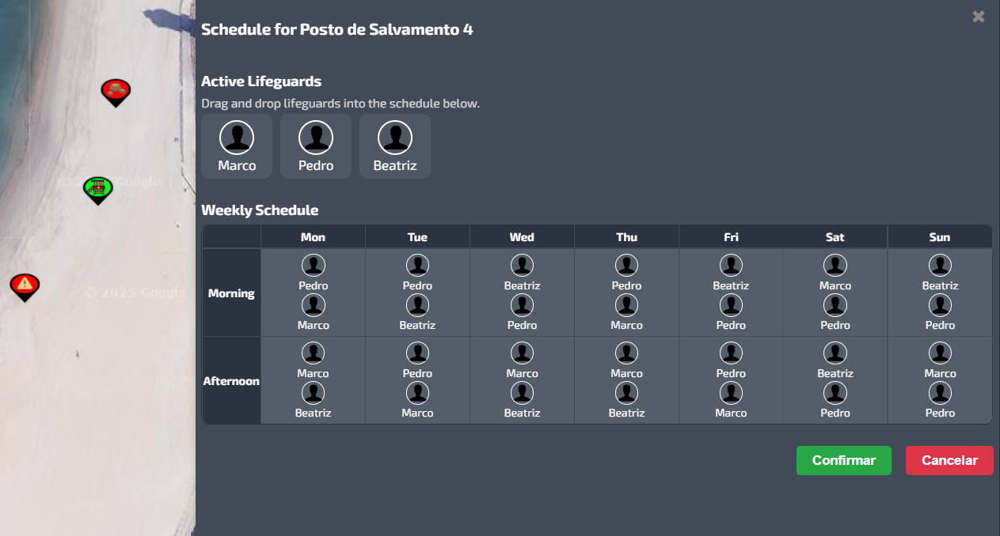 Schedule for Posto de Salvamento 4
✖
Active Lifeguards
Drag and drop lifeguards into the schedule below.
Marco Pedro Beatriz
Weekly Schedule
Mon Tue Wed Thu Fri Sat Sun
Morning
Pedro Pedro Beatriz Pedro Beatriz Marco Beatriz
Marco Beatriz Pedro Marco Pedro Pedro Pedro
Afternoon
Marco Pedro Marco Marco Pedro Beatriz Marco
Beatriz Marco Beatriz Beatriz Marco Pedro Pedro
Confirmar Cancelar
Google
© 2025 Google